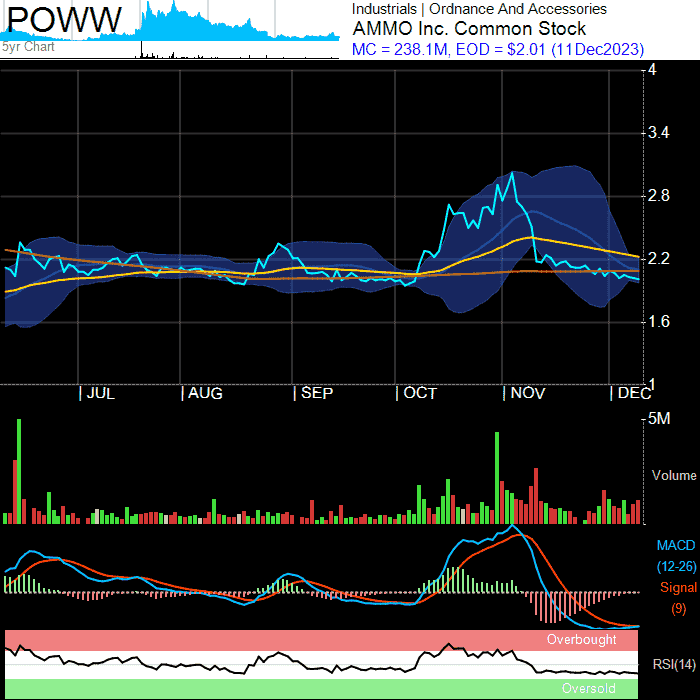 POWW
5yr Chart
Industrials | Ordnance And Accessories
AMMO Inc. Common Stock
MC = 238.1M, EOD = $2.01 (11Dec2023)
4
3.4
2.8
2.2
1.6
1
JUL
AUG
SEP
OCT
NOV
DEC
5M
Volume
MACD
(12-26)
Signal
(9)
Overbought
RSI(14)
Oversold